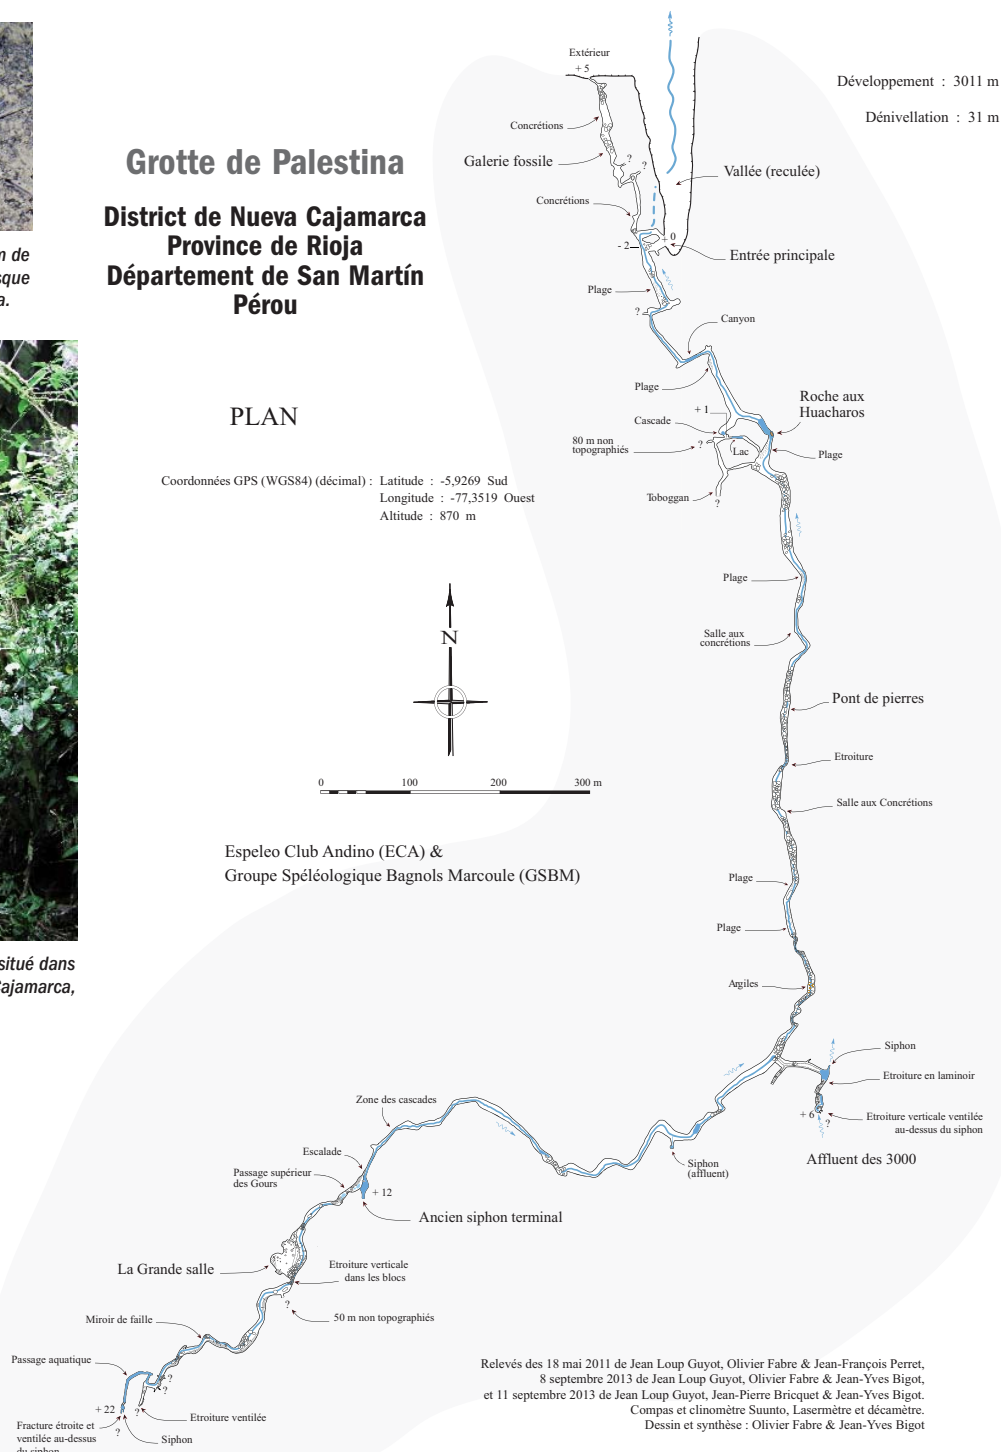 Extérieur
+ 5
Développement : 3011 m
Dénivellation : 31 m
Concrétions
Galerie fossile
?
?
Vallée (reculée)
Concrétions
Grotte de Palestina
District de Nueva Cajamarca
Province de Rioja
Département de San Martín
Pérou
- 2
+ 0
Entrée principale
m de
sque
a.
Plage
?
Canyon
Plage
Roche aux
Huacharos
+ 1
Cascade
80 m non
topographiés
?
Lac
Plage
Toboggan
?
PLAN
Coordonnées GPS (WGS84) (décimal) : Latitude : -5,9269 Sud
Longitude : -77,3519 Ouest
Altitude : 870 m
Plage
Salle aux
concrétions
N
Pont de pierres
Etroiture
0 100 200 300 m
Salle aux Concrétions
Espeleo Club Andino (ECA) &
Groupe Spéléologique Bagnols Marcoule (GSBM)
Plage
Plage
situé dans
Cajamarca,
Argiles
Siphon
Etroiture en laminoir
+ 6
?
Etroiture verticale ventilée
au-dessus du siphon
Affluent des 3000
Zone des cascades
Escalade
Siphon
(affluent)
Passage supérieur
des Gours
+ 12
Ancien siphon terminal
La Grande salle
Etroiture verticale
dans les blocs
?
50 m non topographiés
Miroir de faille
Passage aquatique
?
?
+ 22
?
Etroiture ventilée
Fracture étroite et
ventilée au-dessus
du siphon
?
Siphon
Relevés des 18 mai 2011 de Jean Loup Guyot, Olivier Fabre & Jean-François Perret,
8 septembre 2013 de Jean Loup Guyot, Olivier Fabre & Jean-Yves Bigot,
et 11 septembre 2013 de Jean Loup Guyot, Jean-Pierre Bricquet & Jean-Yves Bigot.
Compas et clinomètre Suunto, Lasermètre et décamètre.
Dessin et synthèse : Olivier Fabre & Jean-Yves Bigot